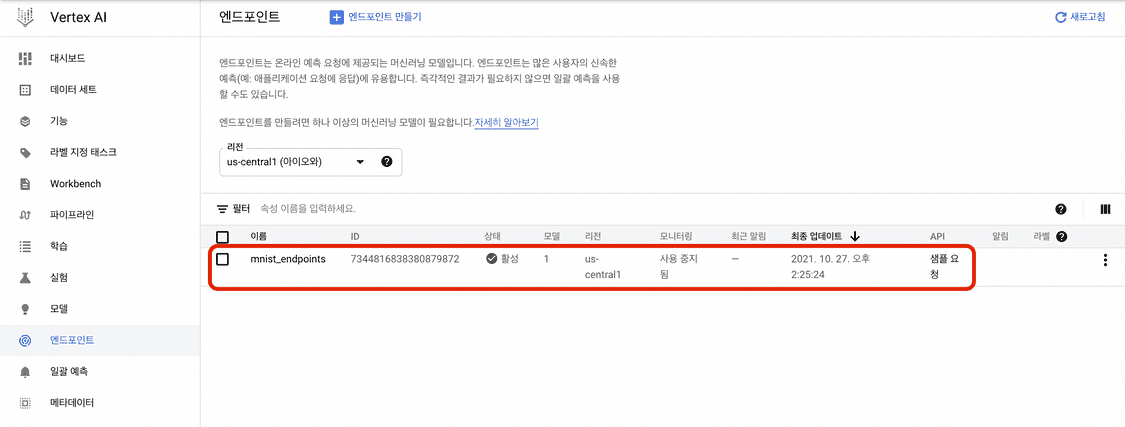 Vertex AI
대시보드
데이터 세트
기능
라벨 지정 태스크
Workbench
파이프라인
학습
실험
모델
엔드포인트
일괄 예측
메타데이터
엔드포인트
엔드포인트 만들기
새로고침
엔드포인트는 온라인 예측 요청에 제공되는 머신러닝 모델입니다. 엔드포인트는 많은 사용자의 신속한
예측(예: 애플리케이션 요청에 응답)에 유용합니다. 즉각적인 결과가 필요하지 않으면 일괄 예측을 사용
할 수도 있습니다.
엔드포인트를 만들려면 하나 이상의 머신러닝 모델이 필요합니다.자세히 알아보기
리전
us-central1 (아이오와)
필터 속성 이름을 입력하세요.
이름 ID 상태 모델 리전 모니터링 최근 알림 최종 업데이트 API 알림 라벨
mnist_endpoints 7344816838380879872 활성 1 us- 사용 중지 – 2021. 10. 27. 오후 샘플 요
central1 됨 2:25:24 청